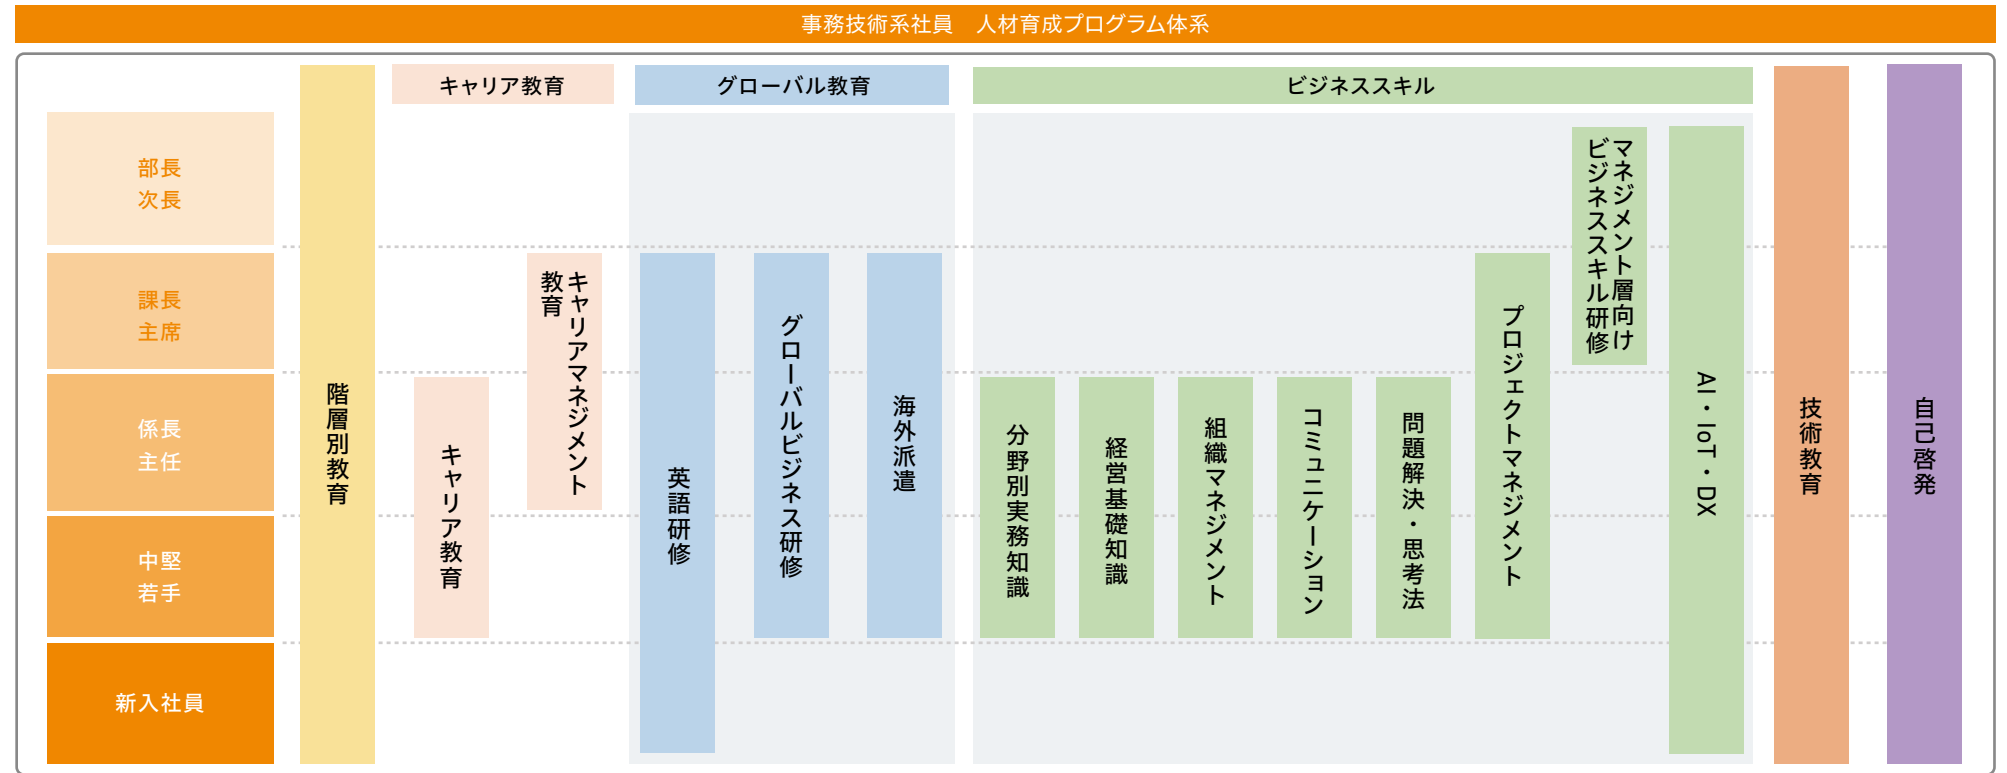 事務技術系社員　人材育成プログラム体系
キャリア教育
グローバル教育
ビジネススキル
部長
次長
課長
主席
係長
主任
中堅
若手
新入社員
階層別教育
キャリア教育
キャリアマネジメント
教育
英語研修
グローバルビジネス研修
海外派遣
分野別実務知識
経営基礎知識
組織マネジメント
コミュニケーション
問題解決・思考法
プロジェクトマネジメント
マネジメント層向け
ビジネススキル研修
AI・IoT・DX
技術教育
自己啓発